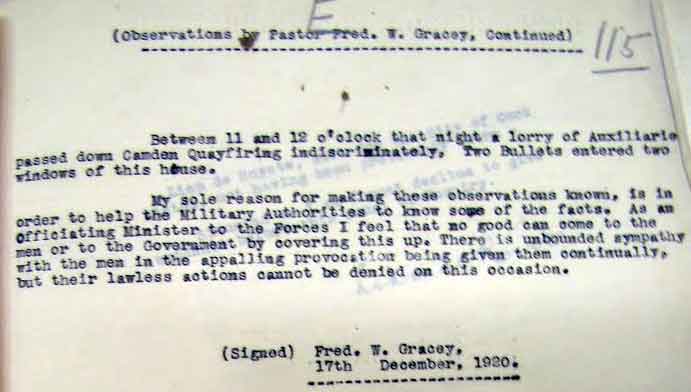 E
(Observations by Pastor Fred. W. Gracey, Continued)
115
Between 11 and 12 o'clock that night a lorry of Auxiliarie
passed down Camden Quayfiring indiscriminately. Two Bullets entered two
windows of this house.
My sole reason for making these observations known, is in
order to help the Military Authorities to know some of the facts. As an
Officiating Minister to the Forces I feel that no good can come to the
men or to the Government by covering this up. There is unbounded sympathy
with the men in the appalling provocation being given them continually,
but their lawless actions cannot be denied on this occasion.
(Signed) Fred. W. Gracey.
17th December, 1920.